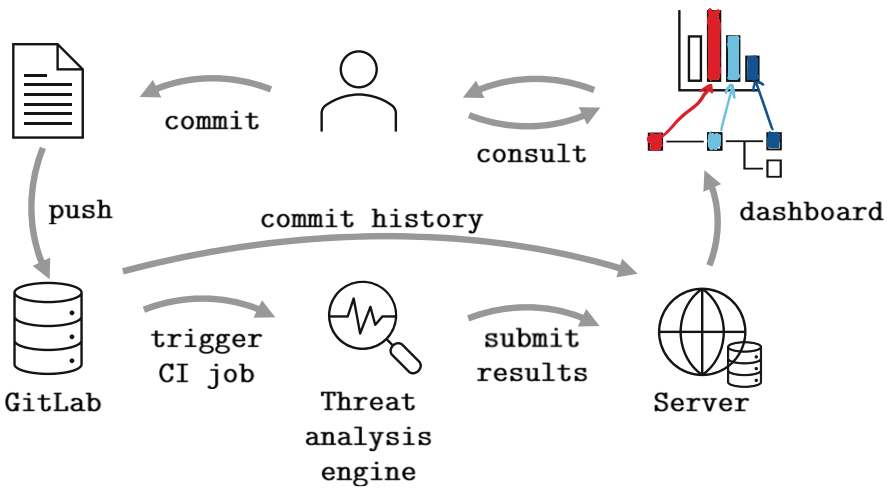 commit
consult
push
commit history
dashboard
trigger
CI job
submit
results
GitLab
Threat
analysis
engine
Server